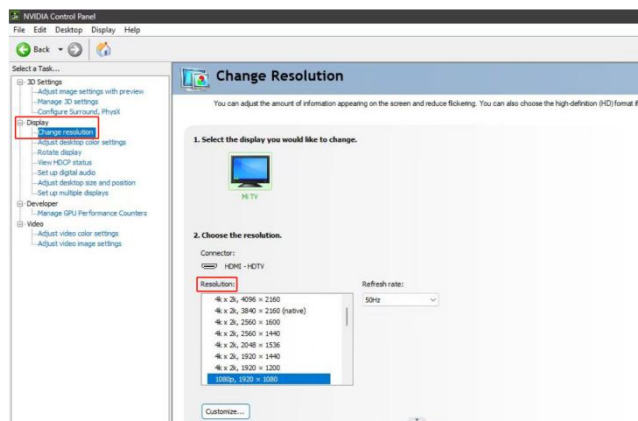 NVIDIA Control Panel
File Edit Desktop Display Help
Back
Select a Task...
3D Settings
Adjust image settings with preview
Manage 3D settings
Configure Surround, PhysX
Display
Change resolution
Adjust desktop color settings
Rotate display
View HDCP status
Set up digital audio
Adjust desktop size and position
Set up multiple displays
Developer
Manage GPU Performance Counters
Video
Adjust video color settings
Adjust video image settings
Change Resolution
You can adjust the amount of information appearing on the screen and reduce flickering. You can also choose the high-definition (HD) format if
1. Select the display you would like to change.
Mi TV
2. Choose the resolution.
Connector:
HDMI - HDTV
Resolution:
Refresh rate:
4k x 2k, 4096 × 2160
50Hz
4k x 2k, 3840 × 2160 (native)
4k x 2k, 2560 × 1600
4k x 2k, 2560 × 1440
4k x 2k, 2048 × 1536
4k x 2k, 1920 × 1440
4k x 2k, 1920 × 1200
1080p, 1920 × 1080
Customize...